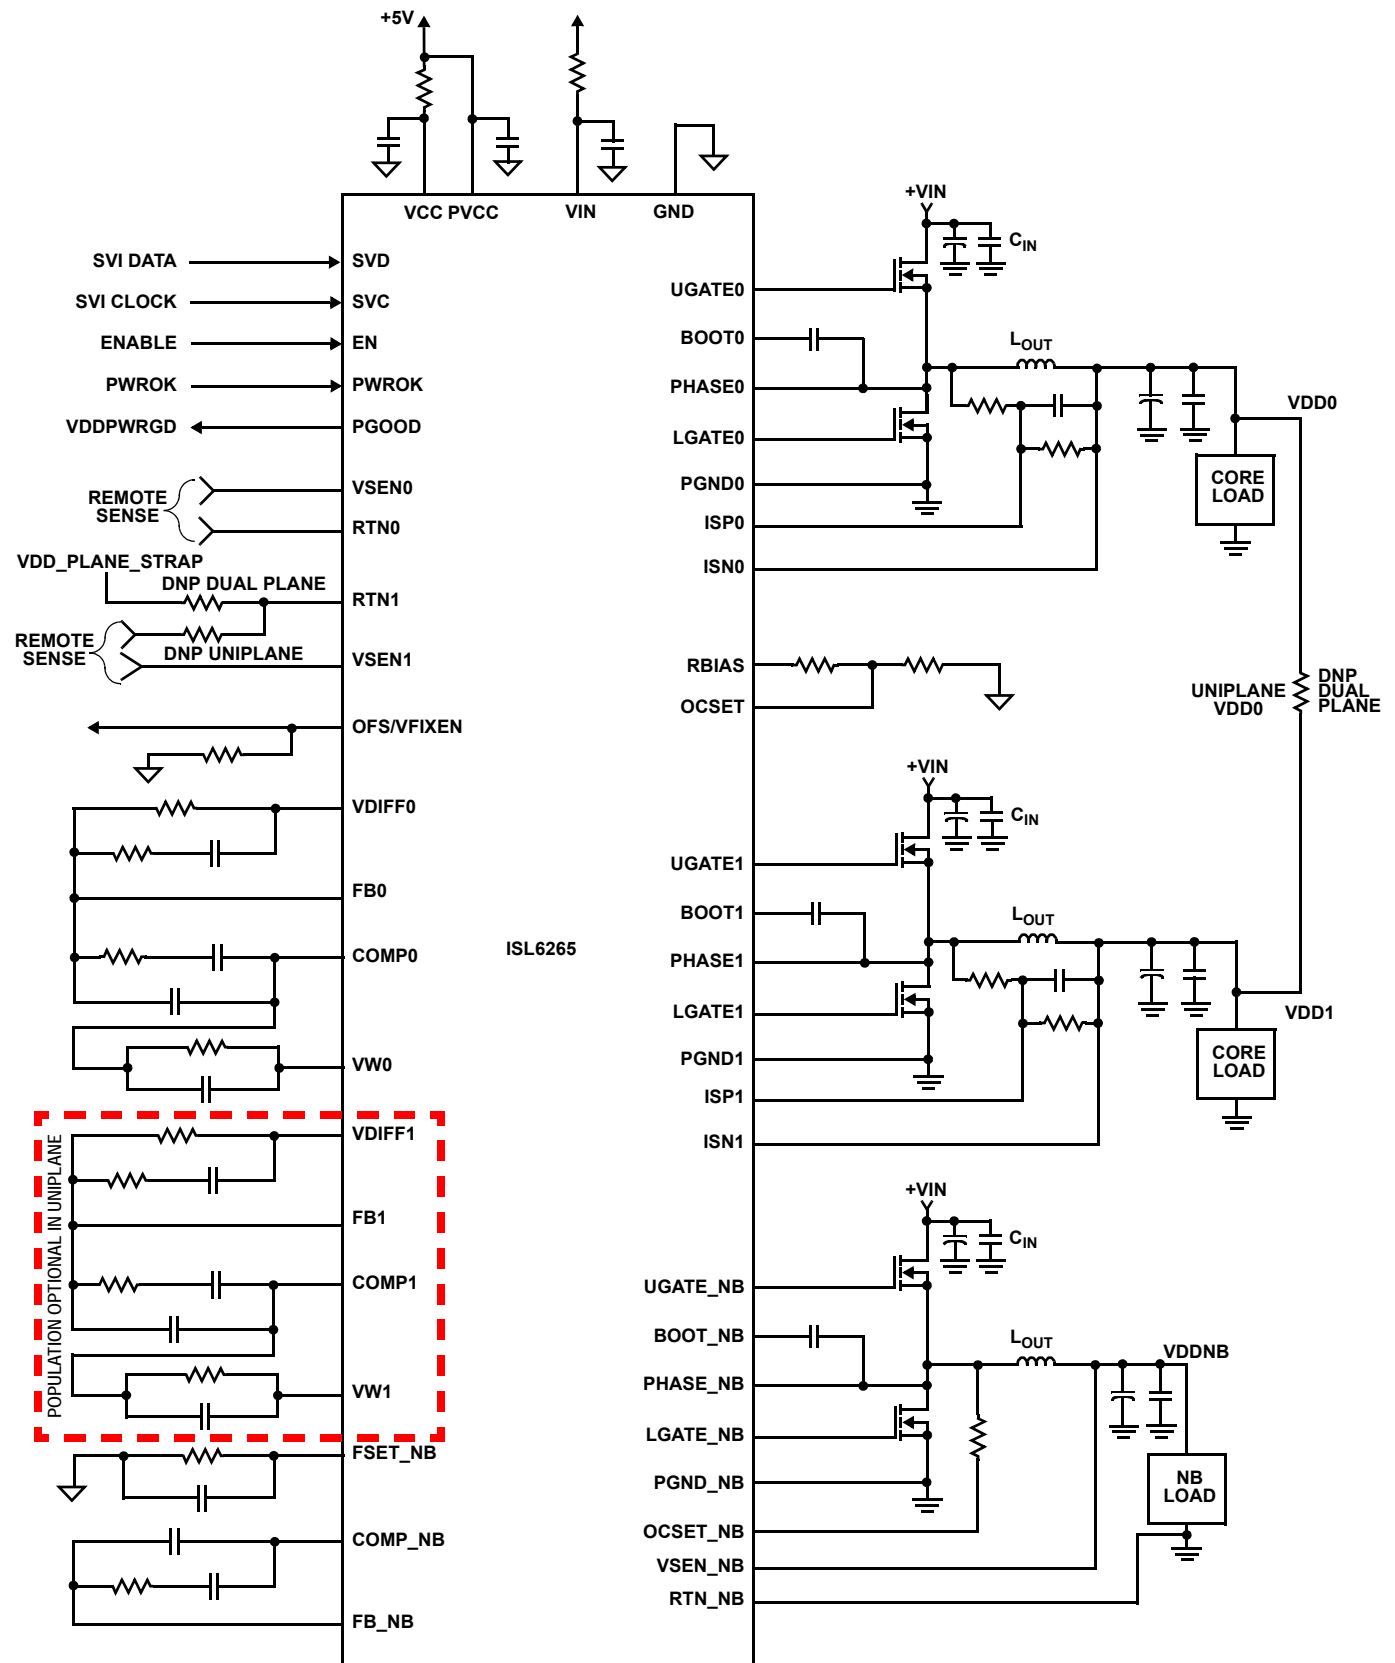 +5V
VCC PVCC
VIN
GND
SVI DATA
SVD
SVI CLOCK
SVC
ENABLE
EN
PWROK
PWROK
VDDPWRGD
PGOOD
REMOTE
SENSE
VSEN0
RTN0
VDD_PLANE_STRAP
DNP DUAL PLANE
RTN1
REMOTE
SENSE
DNP UNIPLANE
VSEN1
OFS/VFIXEN
VDIFF0
FB0
COMP0
VW0
POPULATION OPTIONAL IN UNIPLANE
VDIFF1
FB1
COMP1
VW1
FSET_NB
COMP_NB
FB_NB
ISL6265
+VIN
CIN
UGATE0
BOOT0
LOUT
PHASE0
VDD0
LGATE0
CORE
LOAD
PGND0
ISP0
ISN0
RBIAS
OCSET
UNIPLANE
VDD0
DNP
DUAL
PLANE
+VIN
CIN
UGATE1
BOOT1
LOUT
PHASE1
LGATE1
VDD1
CORE
LOAD
PGND1
ISP1
ISN1
+VIN
CIN
UGATE_NB
BOOT_NB
LOUT
VDDNB
PHASE_NB
LGATE_NB
PGND_NB
NB
LOAD
OCSET_NB
VSEN_NB
RTN_NB